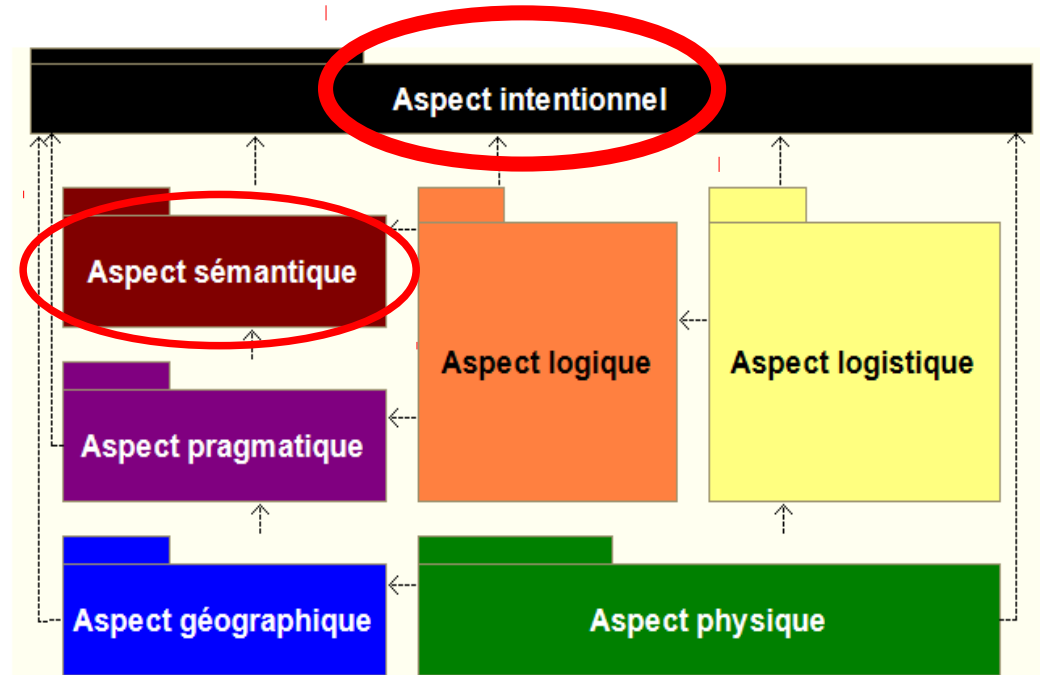 Aspect intentionnel
Aspect sémantique
Aspect logique
Aspect logistique
Aspect pragmatique
Aspect géographique
Aspect physique